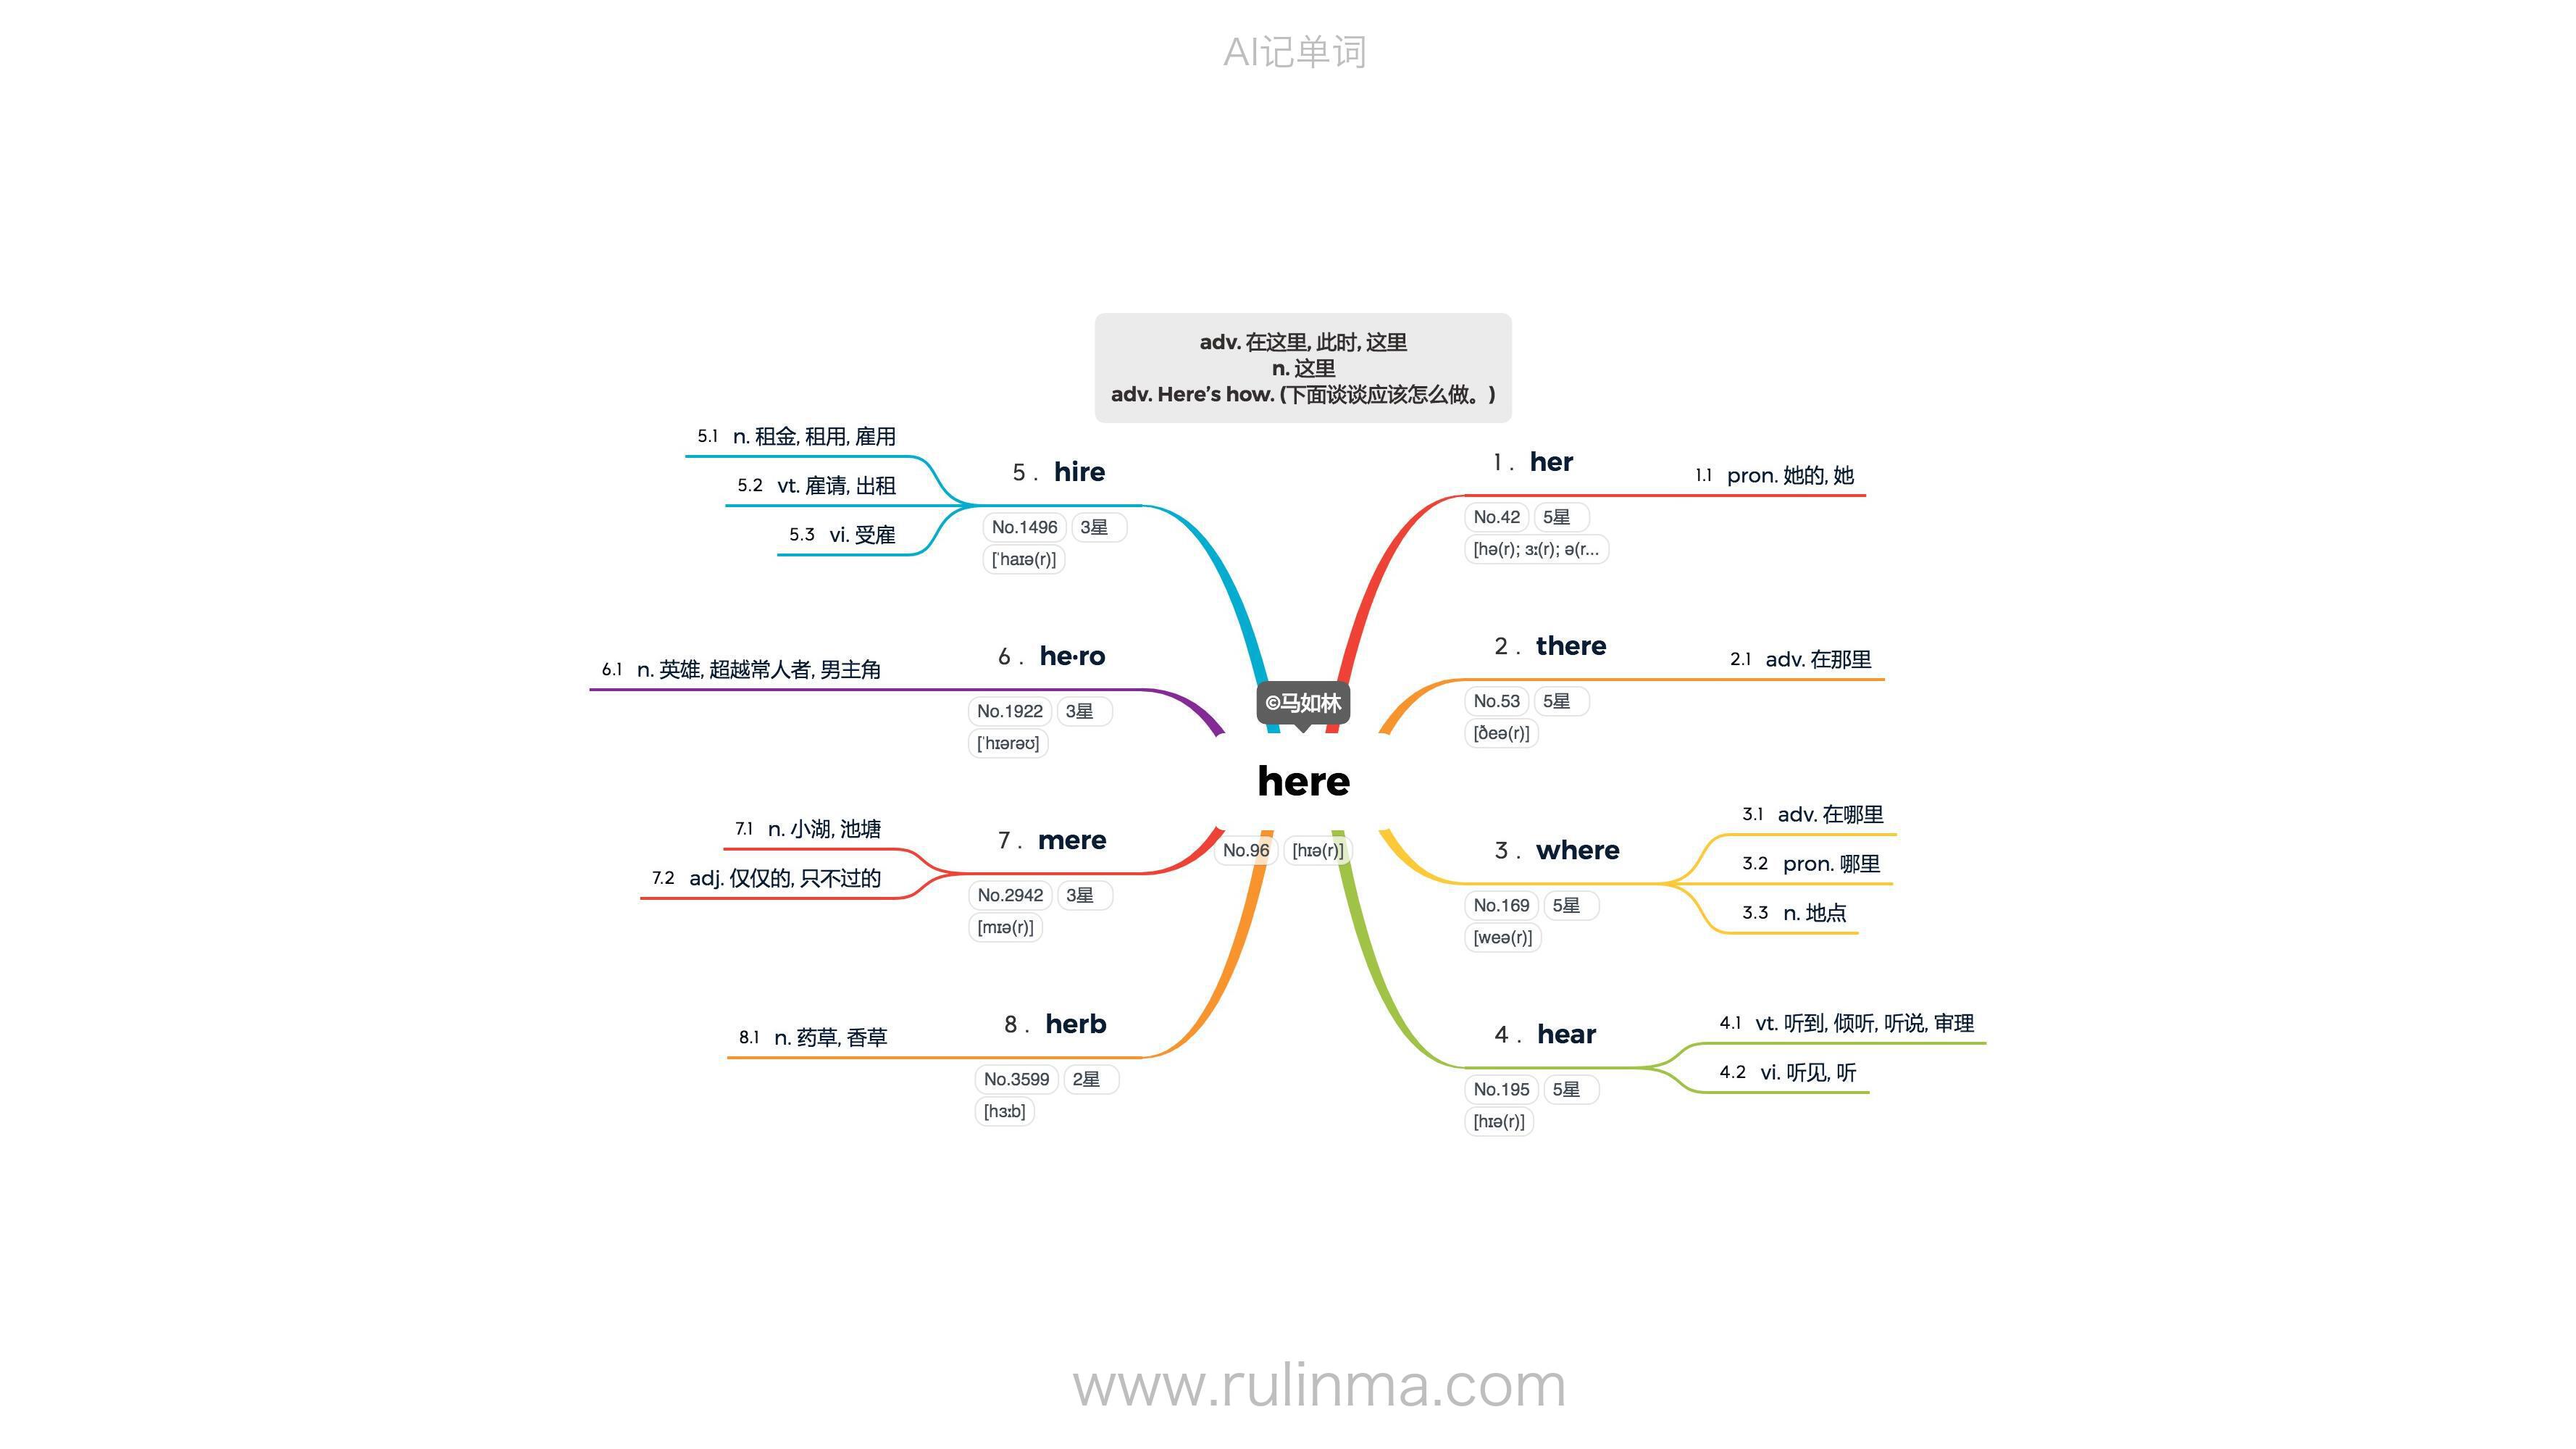 AI记单词
adv. 在这里, 此时, 这里
n. 这里
adv. Here’s how. (下面谈谈应该怎么做。)
©马如林
here
No.96 [hɪə(r)]
1 . her
No.42 5星
[hə(r); ɜː(r); ə(r...
1.1 pron. 她的, 她
2 . there
No.53 5星
[ðeə(r)]
2.1 adv. 在那里
3 . where
No.169 5星
[weə(r)]
3.1 adv. 在哪里
3.2 pron. 哪里
3.3 n. 地点
4 . hear
No.195 5星
[hɪə(r)]
4.1 vt. 听到, 倾听, 听说, 审理
4.2 vi. 听见, 听
5 . hire
No.1496 3星
[ˈhaɪə(r)]
5.1 n. 租金, 租用, 雇用
5.2 vt. 雇请, 出租
5.3 vi. 受雇
6 . he·ro
No.1922 3星
[ˈhɪərəʊ]
6.1 n. 英雄, 超越常人者, 男主角
7 . mere
No.2942 3星
[mɪə(r)]
7.1 n. 小湖, 池塘
7.2 adj. 仅仅的, 只不过的
8 . herb
No.3599 2星
[hɜːb]
8.1 n. 药草, 香草
www.rulinma.com